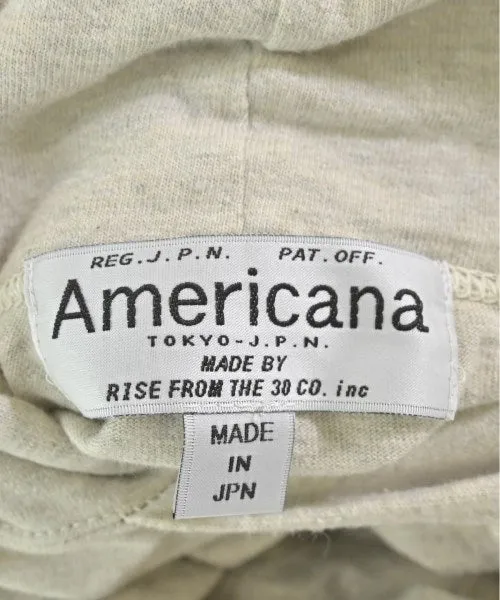 REG.J.P.N. PAT.OFF.
Americana
TOKYO-J.P.N.
MADE BY
RISE FROM THE 30 CO. inc
MADE
IN
JPN